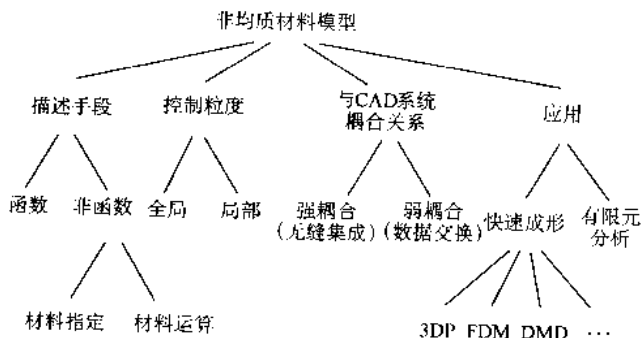 非均质材料模型
描述手段 控制粒度 与CAD系统 应用
耦合关系
函数 非函数 全局 局部 强耦合 弱耦合 快速成形 有限元
(无缝集成) (数据交换) 分析
材料指定 材料运算
3DP FDM DMD ···